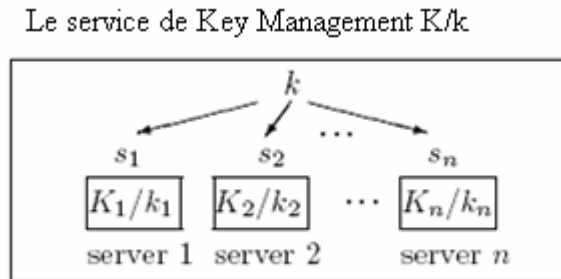 Le service de Key Management K/k
k
...
s1 s2 sn
K1/k1 K2/k2 ... Kn/kn
server 1 server 2 server n